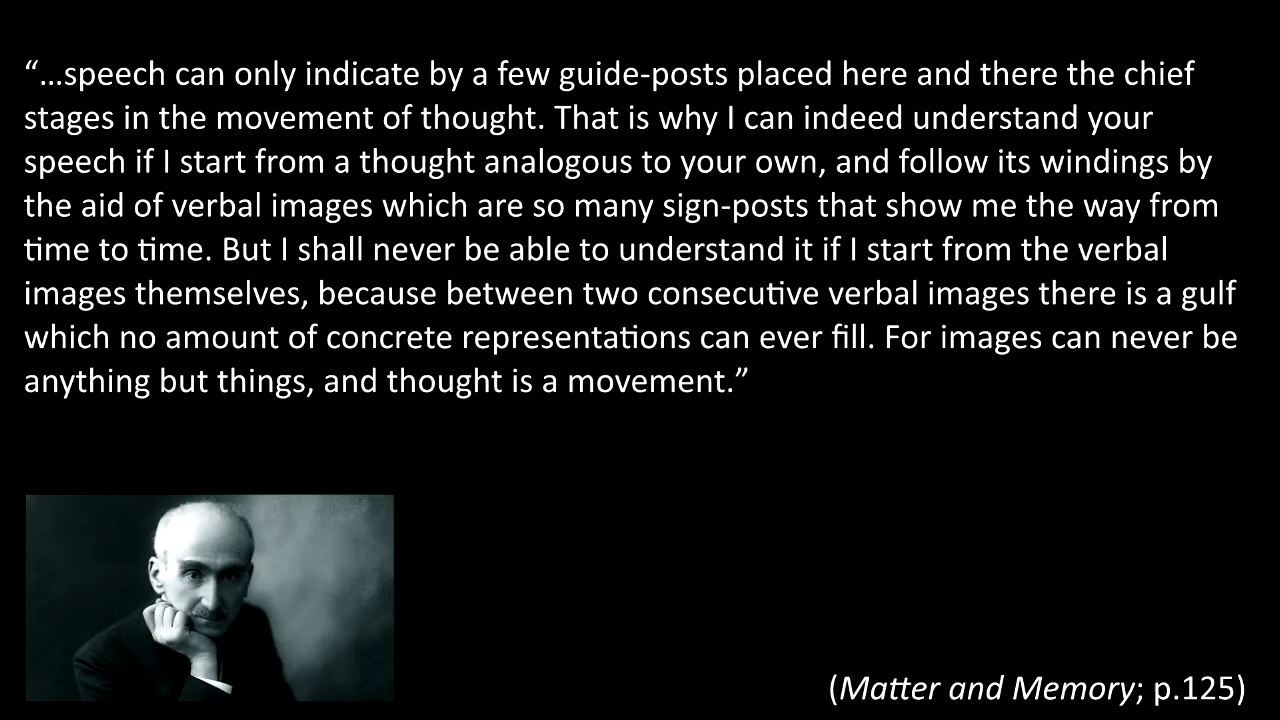 “…speech can only indicate by a few guide-posts placed here and there the chief
stages in the movement of thought. That is why I can indeed understand your
speech if I start from a thought analogous to your own, and follow its windings by
the aid of verbal images which are so many sign-posts that show me the way from
time to time. But I shall never be able to understand it if I start from the verbal
images themselves, because between two consecutive verbal images there is a gulf
which no amount of concrete representations can ever fill. For images can never be
anything but things, and thought is a movement.”
(Matter and Memory; p.125)